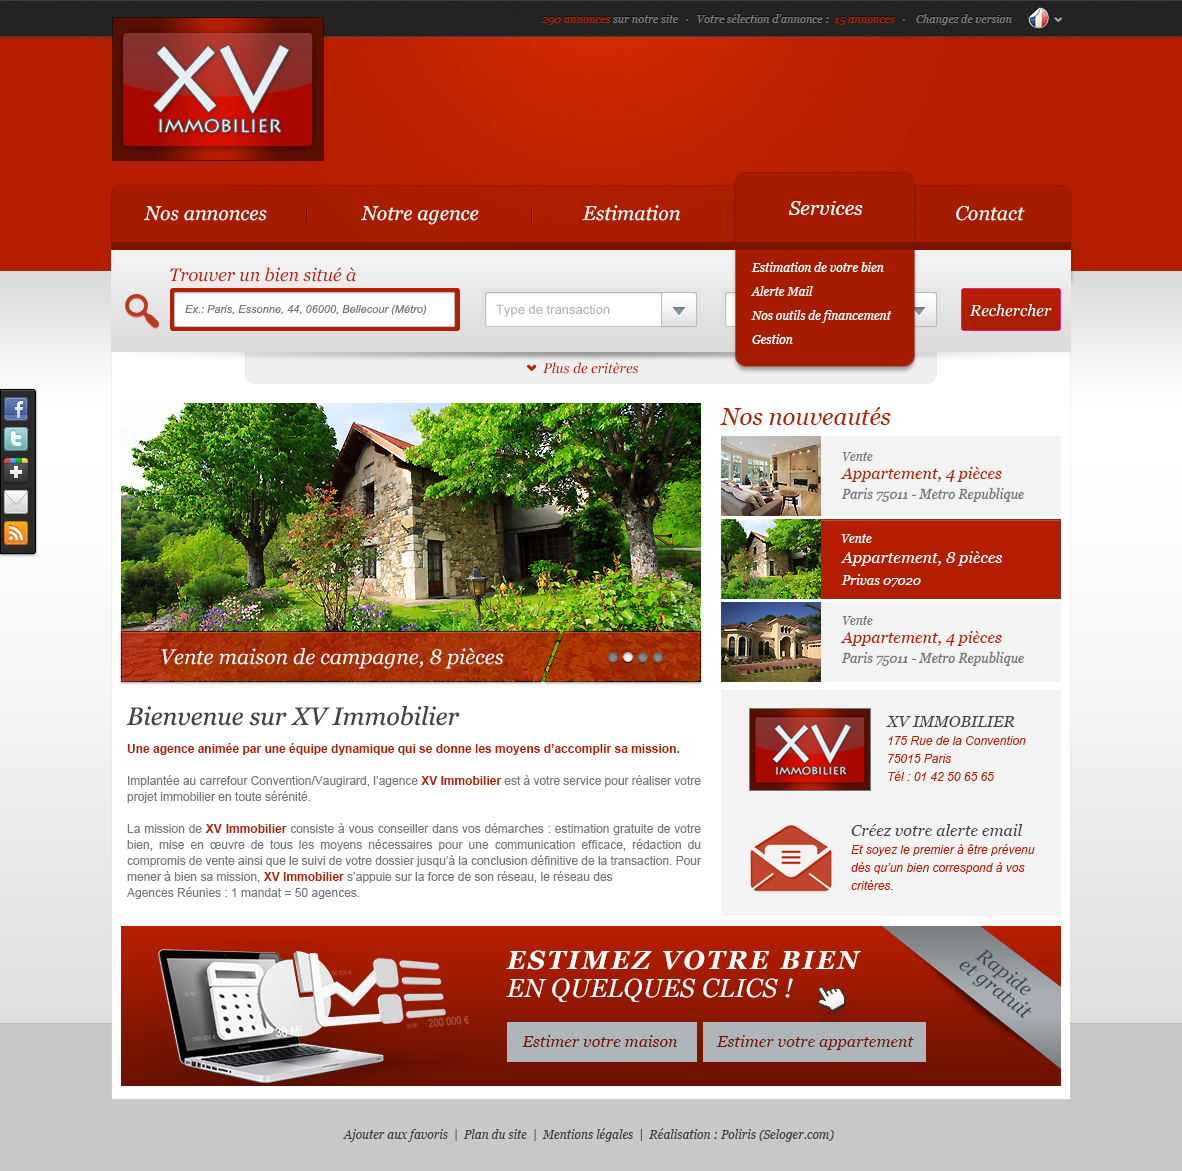 290 annonces sur notre site · Votre sélection d'annonce : 15 annonces · Changez de version
XV
IMMOBILIER
Nos annonces
Notre agence
Estimation
Services
Contact
Estimation de votre bien
Alerte Mail
Nos outils de financement
Gestion
Trouver un bien situé à
Ex.: Paris, Essonne, 44, 06000, Bellecour (Métro)
Type de transaction
Rechercher
Plus de critères
Vente maison de campagne, 8 pièces
Nos nouveautés
Vente
Appartement, 4 pièces
Paris 75011 - Metro Republique
Vente
Appartement, 8 pièces
Privas 07020
Vente
Appartement, 4 pièces
Paris 75011 - Metro Republique
Bienvenue sur XV Immobilier
Une agence animée par une équipe dynamique qui se donne les moyens d'accomplir sa mission.
Implantée au carrefour Convention/Vaugirard, l'agence XV Immobilier est à votre service pour réaliser votre
projet immobilier en toute sérénité.
La mission de XV Immobilier consiste à vous conseiller dans vos démarches : estimation gratuite de votre
bien, mise en œuvre de tous les moyens nécessaires pour une communication efficace, rédaction du
compromis de vente ainsi que le suivi de votre dossier jusqu'à la conclusion définitive de la transaction. Pour
mener à bien sa mission, XV Immobilier s'appuie sur la force de son réseau, le réseau des
Agences Réunies : 1 mandat = 50 agences.
XV
IMMOBILIER
XV IMMOBILIER
175 Rue de la Convention
75015 Paris
Tél : 01 42 50 65 65
Créez votre alerte email
Et soyez le premier à être prévenu
dès qu'un bien correspond à vos
critères.
30 M²
200 000 €
ESTIMEZ VOTRE BIEN
EN QUELQUES CLICS !
Estimer votre maison
Estimer votre appartement
Rapide
et gratuit
Ajouter aux favoris | Plan du site | Mentions légales | Réalisation : Poliris (Seloger.com)